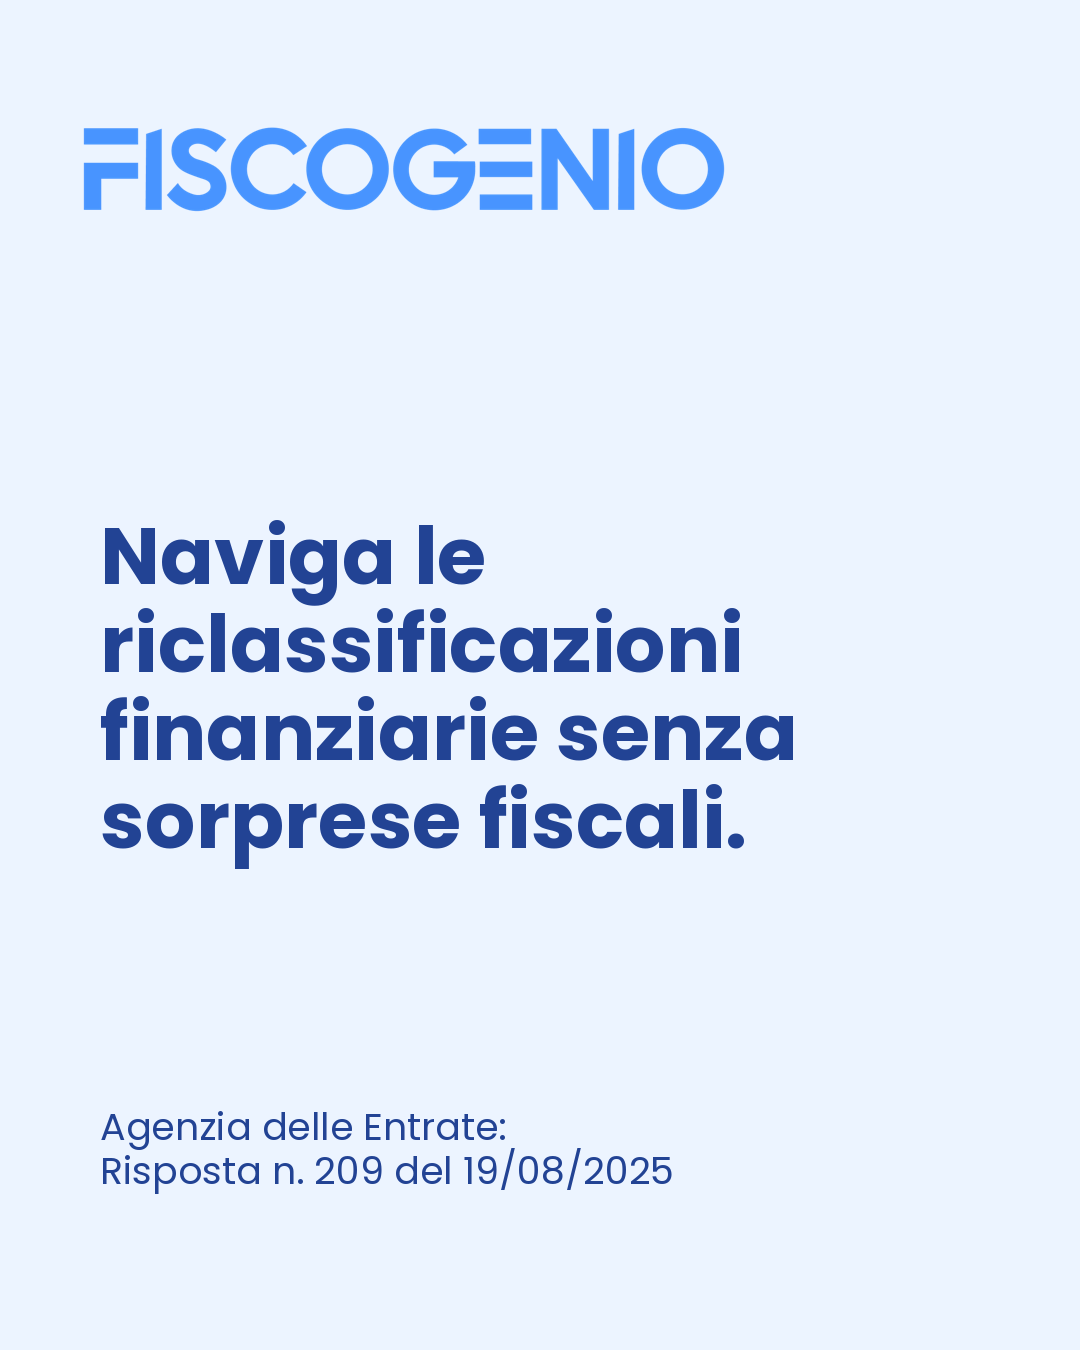 FISCOGENIO
Naviga le
riclassificazioni
finanziarie senza
sorprese fiscali.
Agenzia delle Entrate:
Risposta n. 209 del 19/08/2025